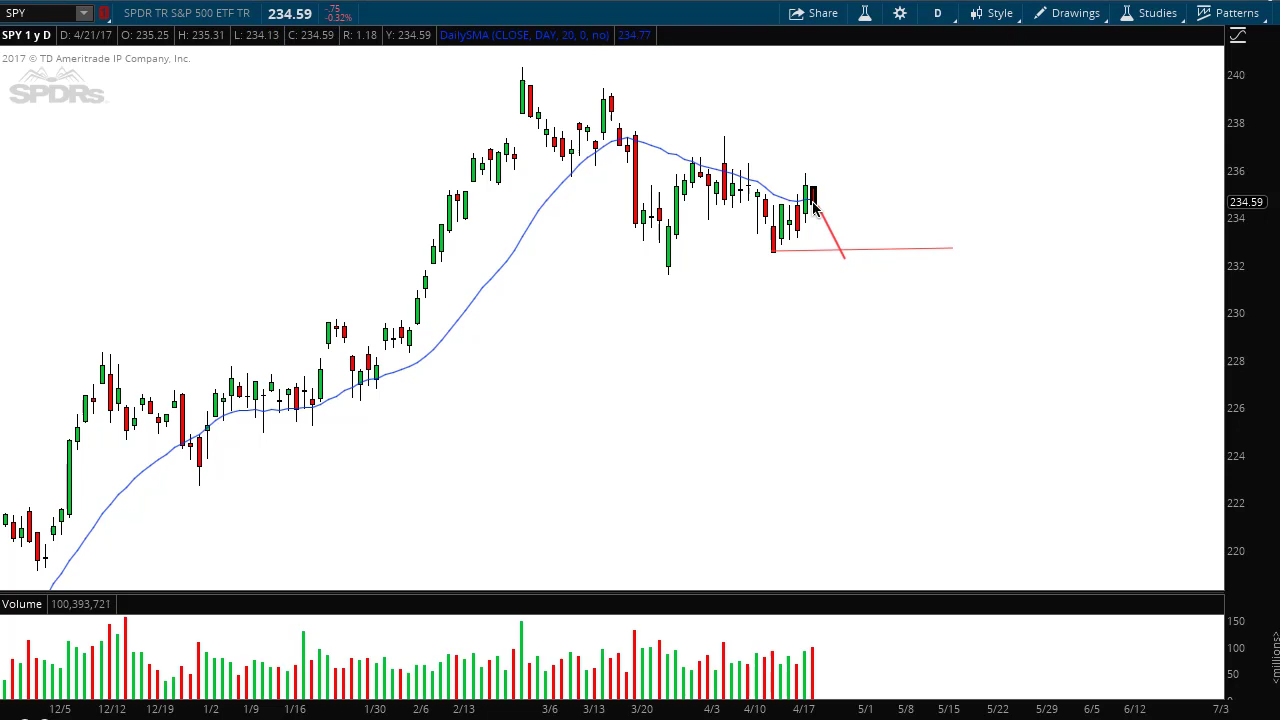 SPY SPDR TR S&P 500 ETF TR 234.59 -.75 -0.32% Share D Style Drawings Studies Patterns
SPY 1 y D D: 4/21/17 O: 235.25 H: 235.31 L: 234.13 C: 234.59 R: 1.18 Y: 234.59 DailySMA (CLOSE, DAY, 20, 0, no) 234.77
2017 © TD Ameritrade IP Company, Inc.
SPDRs
240
238
236
234.59
234
232
230
228
226
224
222
220
Volume 100,393,721
150
100
50
0
<millions>
12/5 12/12 12/19 1/2 1/9 1/16 1/30 2/6 2/13 3/6 3/13 3/20 4/3 4/10 4/17 5/1 5/8 5/15 5/22 5/29 6/5 6/12 7/3